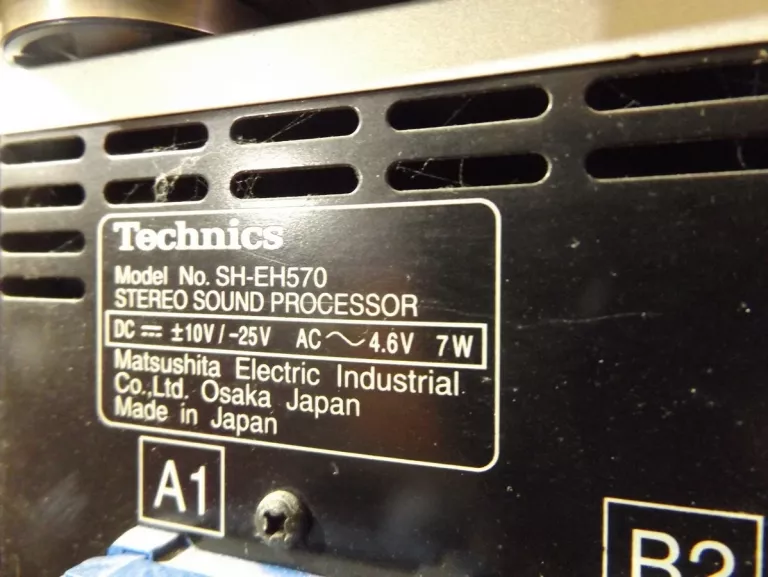 Technics
Model No. SH-EH570
STEREO SOUND PROCESSOR
DC ⎓ ±10V / -25V AC ~ 4.6V 7W
Matsushita Electric Industrial
Co.,Ltd. Osaka Japan
Made in Japan
A1
B2